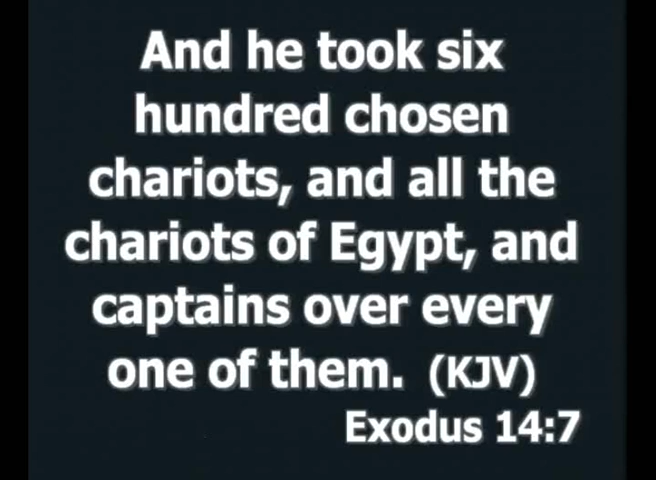 And he took six
hundred chosen
chariots, and all the
chariots of Egypt, and
captains over every
one of them. (KJV)
Exodus 14:7